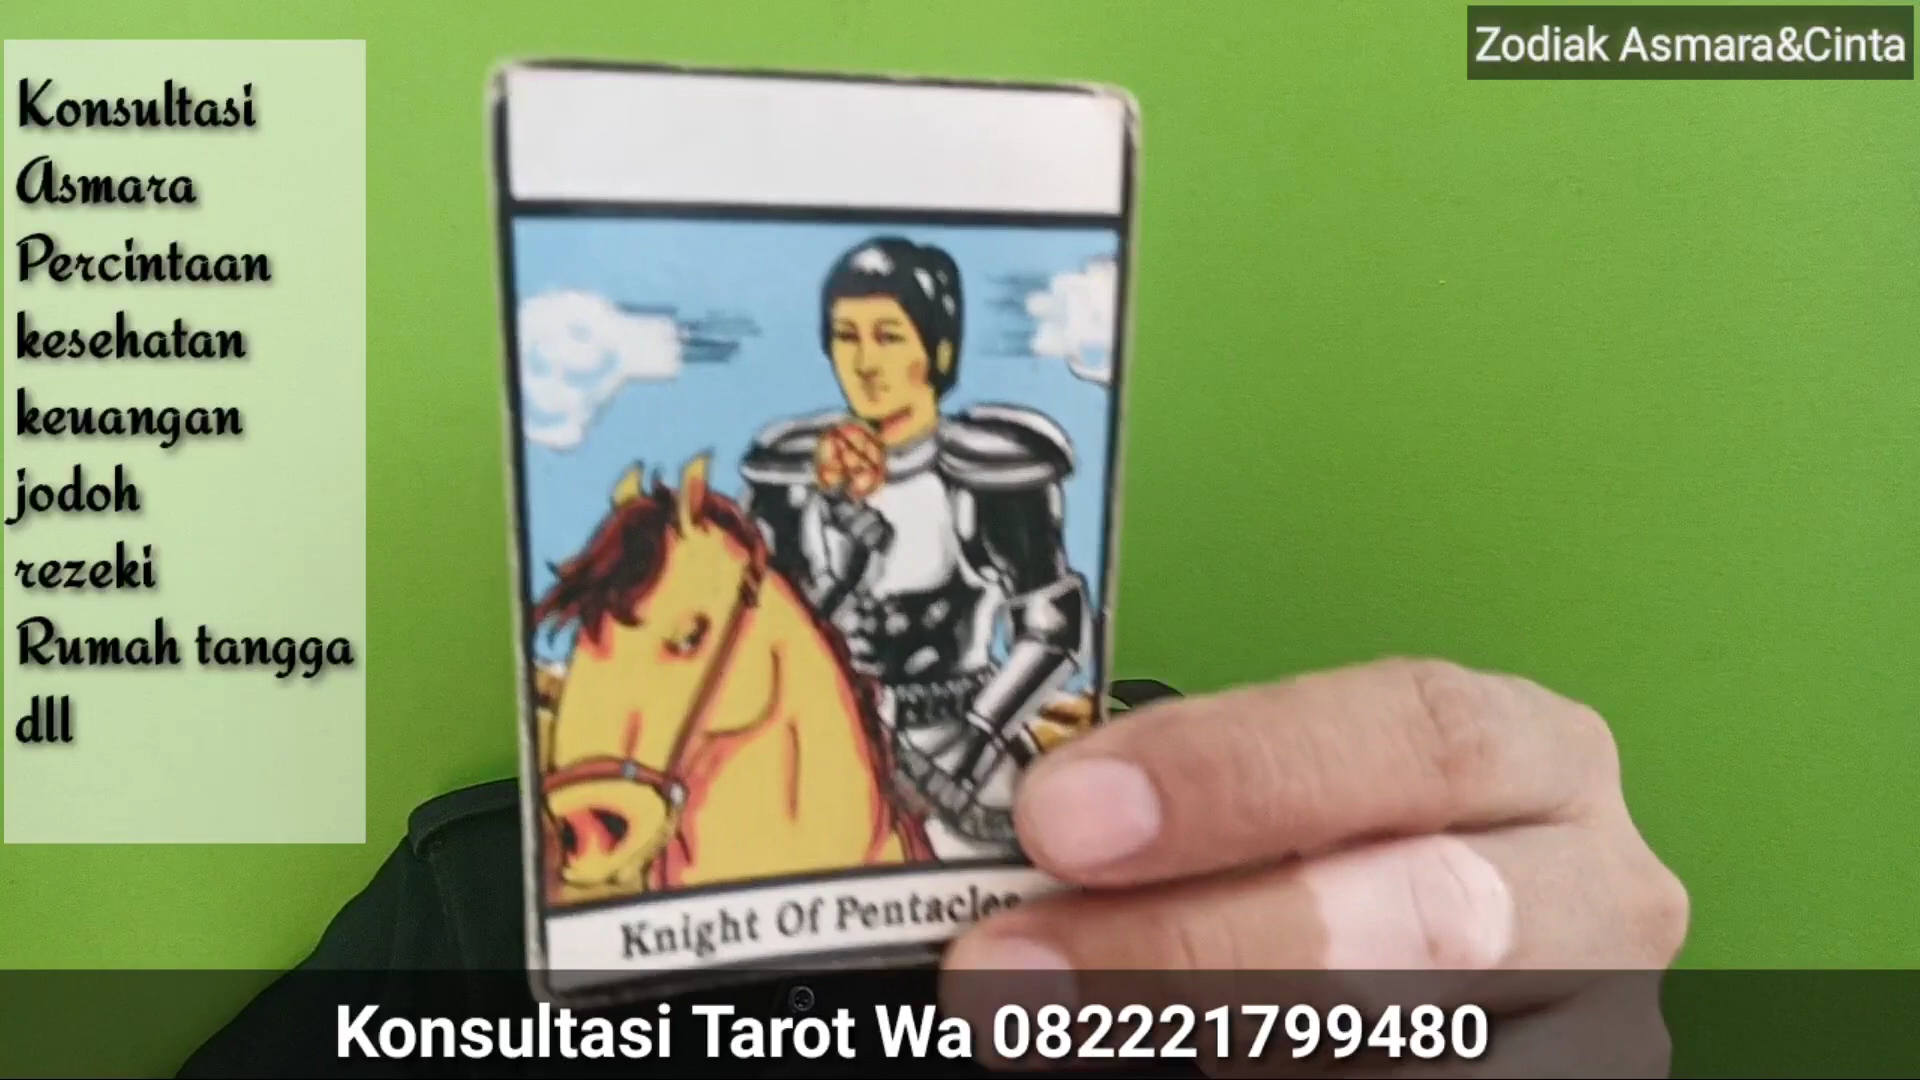 Zodiak Asmara&Cinta
Konsultasi
Asmara
Percintaan
kesehatan
keuangan
jodoh
rezeki
Rumah tangga
dll
Knight Of Pentacles
Konsultasi Tarot Wa 082221799480